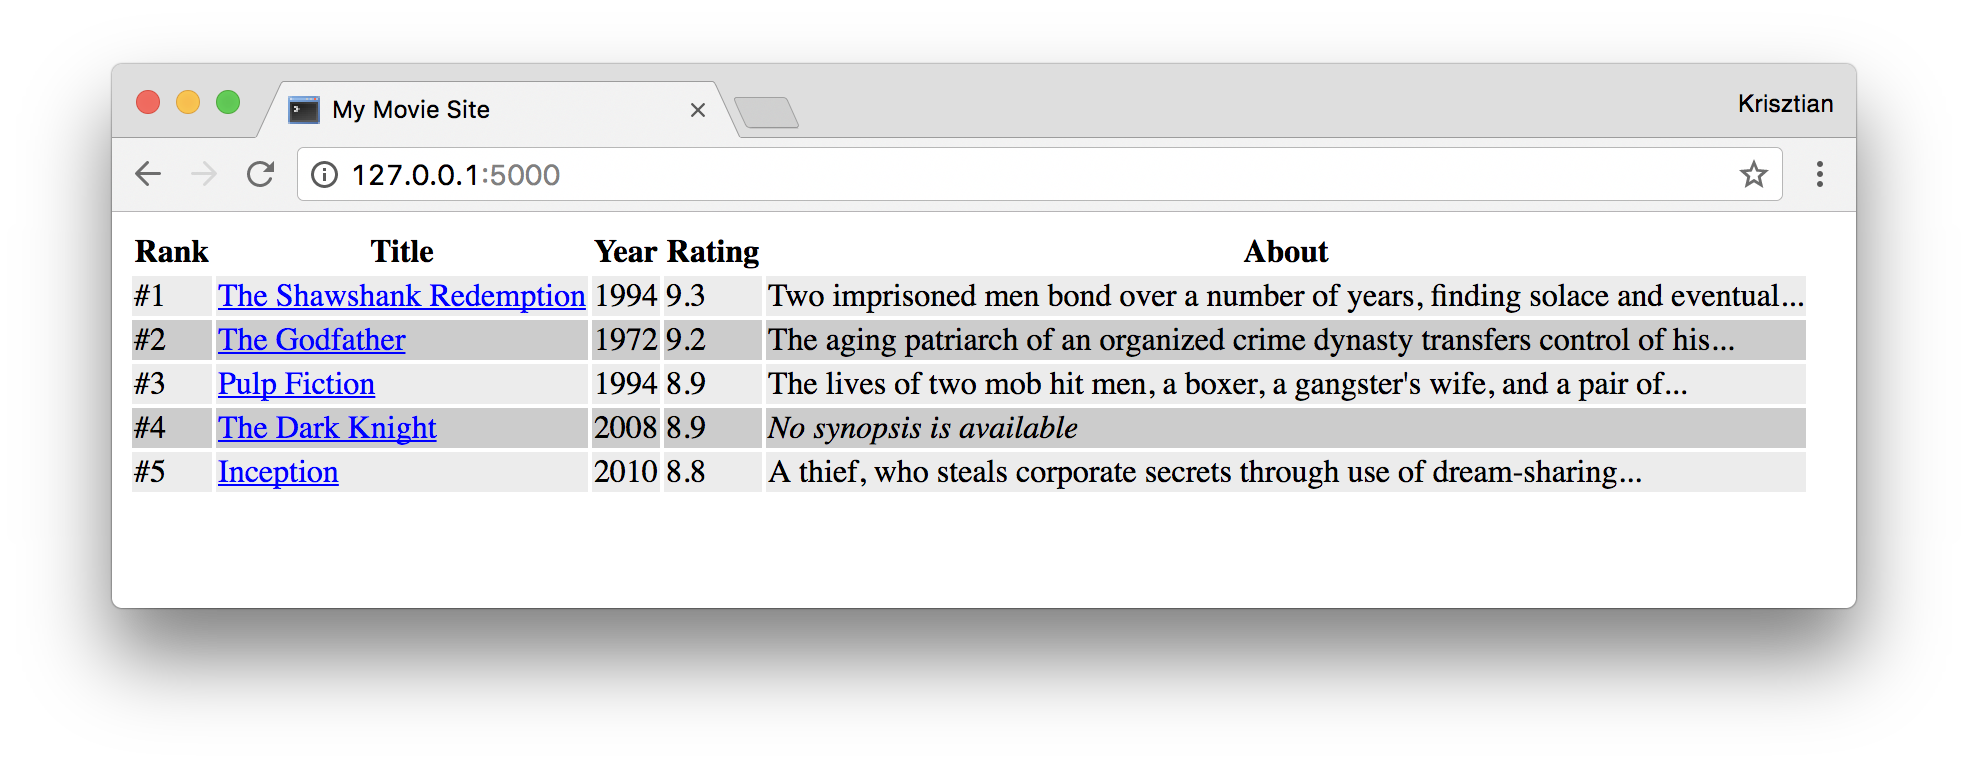 My Movie Site
Krisztian
127.0.0.1:5000
Rank Title Year Rating About
#1 The Shawshank Redemption 1994 9.3 Two imprisoned men bond over a number of years, finding solace and eventual...
#2 The Godfather 1972 9.2 The aging patriarch of an organized crime dynasty transfers control of his...
#3 Pulp Fiction 1994 8.9 The lives of two mob hit men, a boxer, a gangster's wife, and a pair of...
#4 The Dark Knight 2008 8.9 No synopsis is available
#5 Inception 2010 8.8 A thief, who steals corporate secrets through use of dream-sharing...